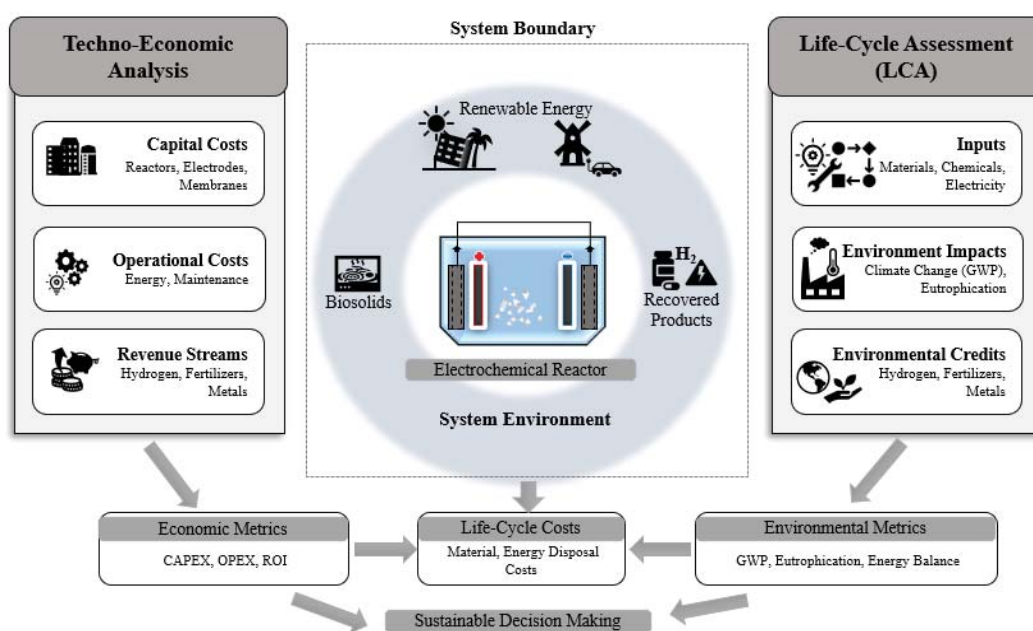 Techno-Economic
Analysis
Capital Costs
Reactors, Electrodes,
Membranes
Operational Costs
Energy, Maintenance
Revenue Streams
Hydrogen, Fertilizers,
Metals
System Boundary
Renewable Energy
Biosolids
H₂
Recovered
Products
Electrochemical Reactor
System Environment
Life-Cycle Assessment
(LCA)
Inputs
Materials, Chemicals,
Electricity
Environment Impacts
Climate Change (GWP),
Eutrophication
Environmental Credits
Hydrogen, Fertilizers,
Metals
Economic Metrics
CAPEX, OPEX, ROI
Life-Cycle Costs
Material, Energy Disposal
Costs
Environmental Metrics
GWP, Eutrophication, Energy Balance
Sustainable Decision Making